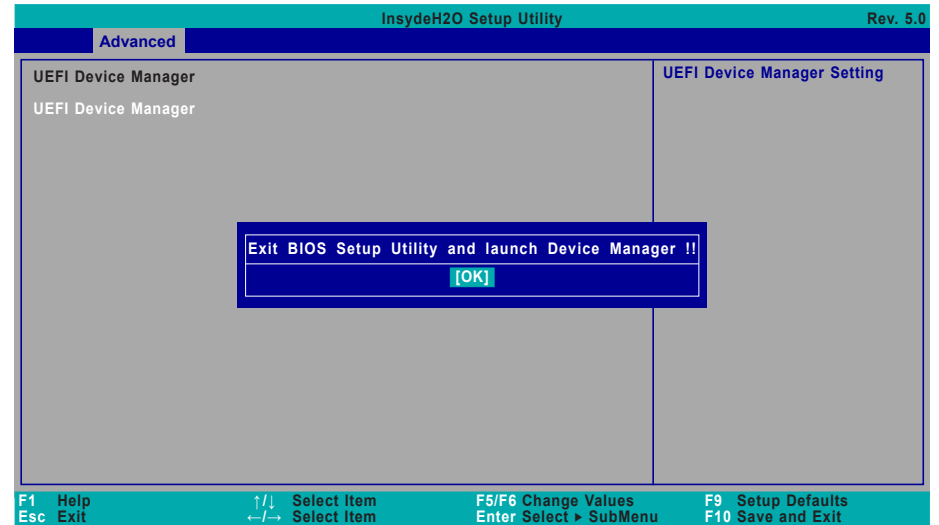 InsydeH2O Setup Utility Rev. 5.0
Advanced
UEFI Device Manager
UEFI Device Manager
UEFI Device Manager Setting
Exit BIOS Setup Utility and launch Device Manager !!
[OK]
F1 Help ↑/↓ Select Item F5/F6 Change Values F9 Setup Defaults
Esc Exit ←/→ Select Item Enter Select ▸ SubMenu F10 Save and Exit